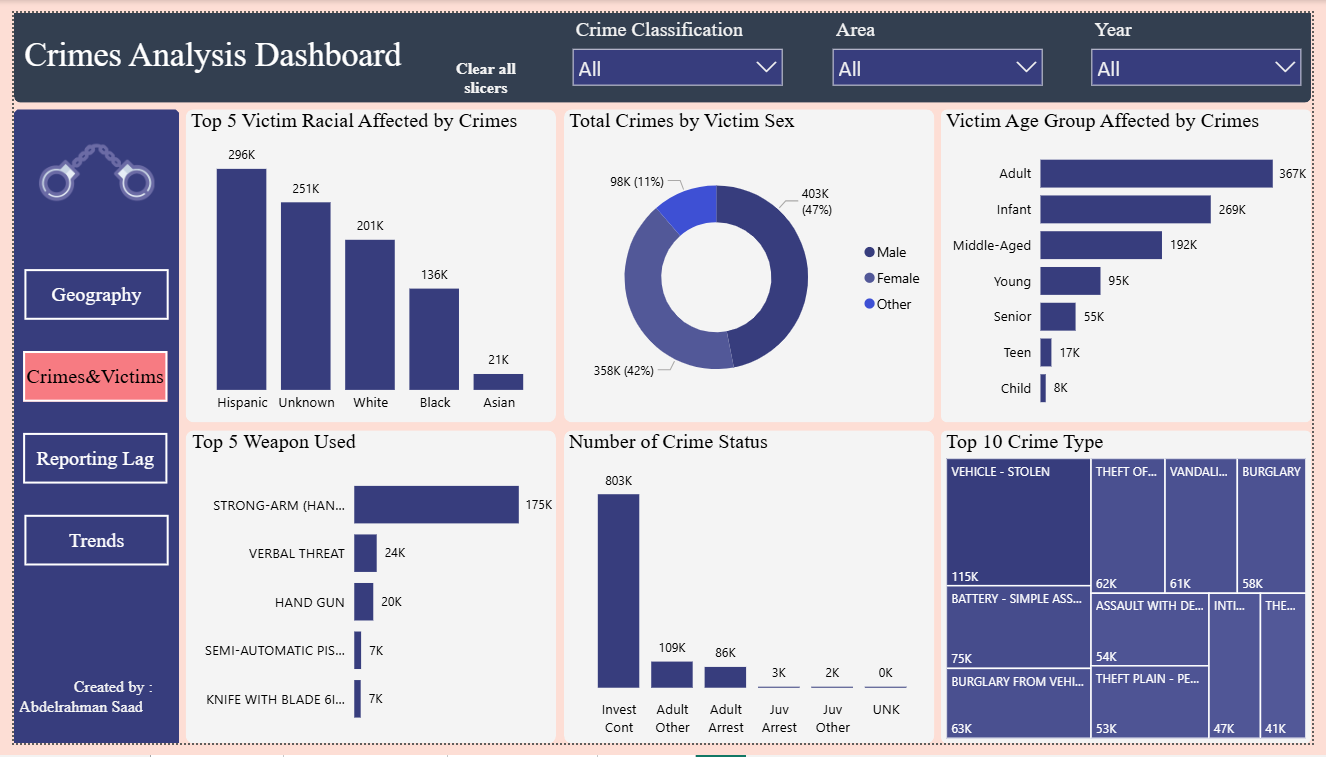 Crimes Analysis Dashboard
Clear all
slicers
Crime Classification
All
Area
All
Year
All
Geography
Crimes&Victims
Reporting Lag
Trends
Created by :
Abdelrahman Saad
Top 5 Victim Racial Affected by Crimes
296K
251K
201K
136K
21K
Hispanic
Unknown
White
Black
Asian
Total Crimes by Victim Sex
98K (11%)
403K
(47%)
358K (42%)
Male
Female
Other
Victim Age Group Affected by Crimes
Adult
367K
Infant
269K
Middle-Aged
192K
Young
95K
Senior
55K
Teen
17K
Child
8K
Top 5 Weapon Used
STRONG-ARM (HAN...
175K
VERBAL THREAT
24K
HAND GUN
20K
SEMI-AUTOMATIC PIS...
7K
KNIFE WITH BLADE 6I...
7K
Number of Crime Status
803K
109K
86K
3K
2K
0K
Invest
Cont
Adult
Other
Adult
Arrest
Juv
Arrest
Juv
Other
UNK
Top 10 Crime Type
VEHICLE - STOLEN
115K
BATTERY - SIMPLE ASS...
75K
BURGLARY FROM VEHI...
63K
THEFT OF...
62K
VANDALI...
61K
BURGLARY
58K
ASSAULT WITH DE...
54K
THEFT PLAIN - PE...
53K
INTI...
47K
THE...
41K